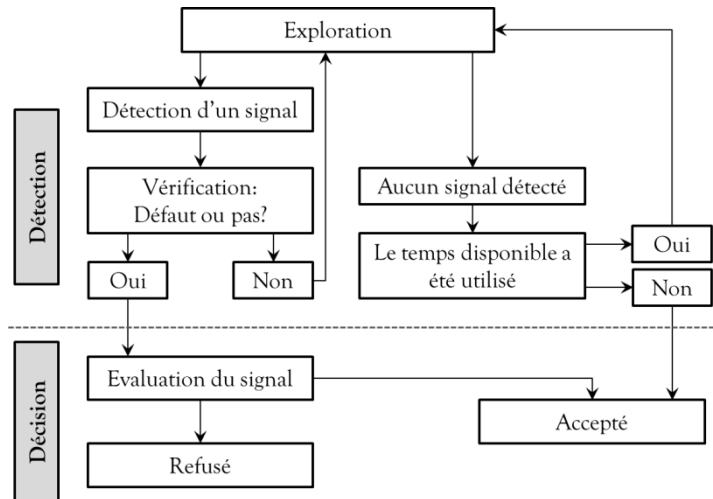 Exploration
Détection
Détection d'un signal
Vérification:
Défaut ou pas?
Oui
Non
Aucun signal détecté
Le temps disponible a
été utilisé
Oui
Non
Décision
Evaluation du signal
Refusé
Accepté